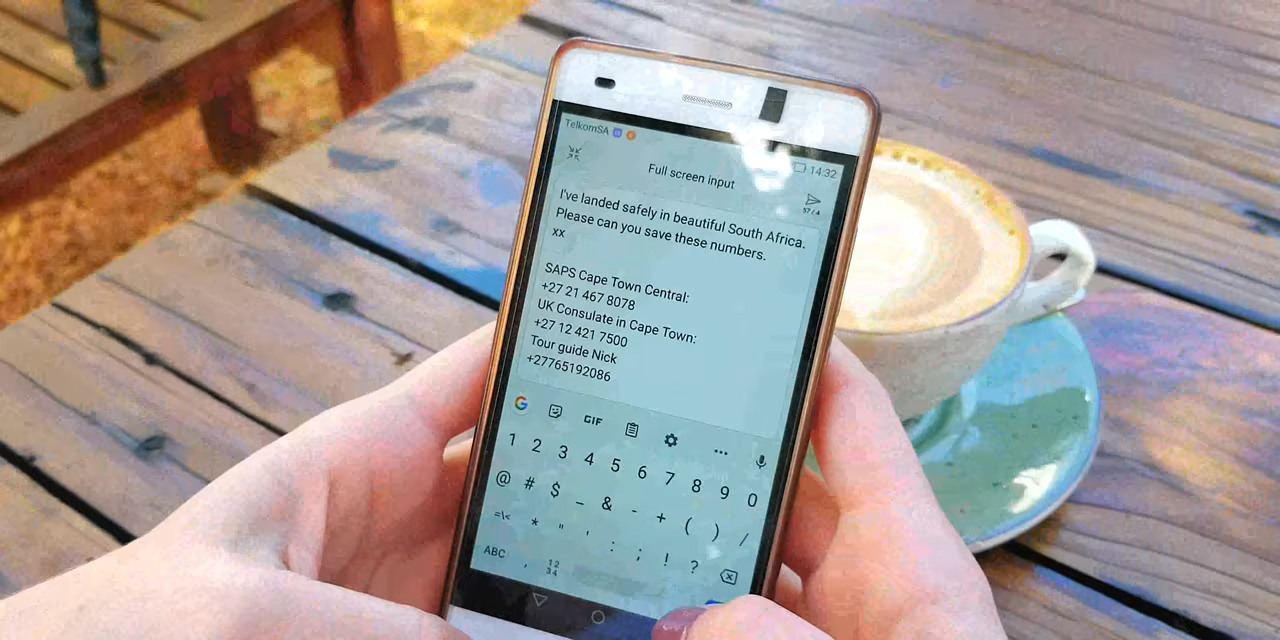 TelkomSA
14:32
Full screen input
57/4
I've landed safely in beautiful South Africa.
Please can you save these numbers.
xx
SAPS Cape Town Central:
+27 21 467 8078
UK Consulate in Cape Town:
+27 12 421 7500
Tour guide Nick
+27765192086
G GIF ...
1 2 3 4 5 6 7 8 9 0
@ # $ _ & - + ( ) /
=\< * " ' : ; ! ?
ABC , 12
34